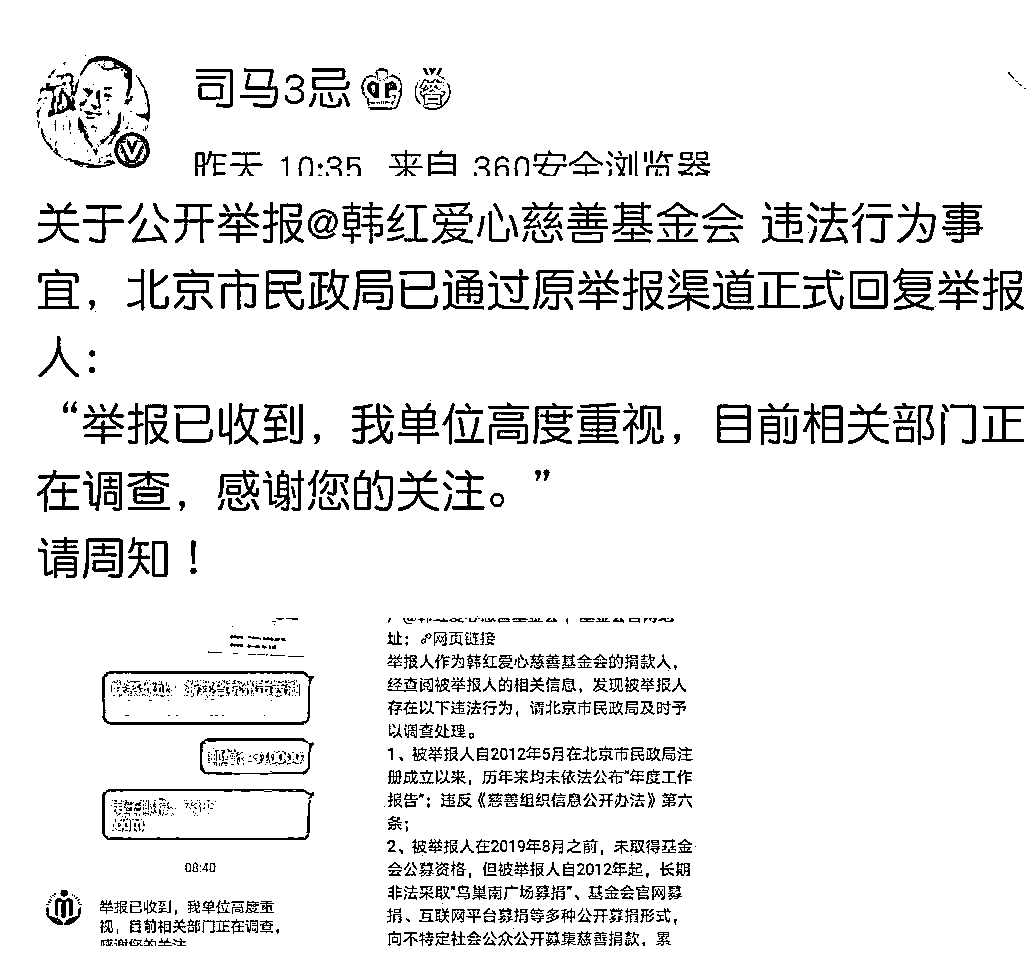 司马3忌
昨天 10:35 来自 360安全浏览器
关于公开举报@韩红爱心慈善基金会 违法行为事
宜，北京市民政局已通过原举报渠道正式回复举报
人：
“举报已收到，我单位高度重视，目前相关部门正
在调查，感谢您的关注。”
请周知！
址：网页链接
举报人作为韩红爱心慈善基金会的捐款人，
经查阅被举报人的相关信息，发现被举报人
存在以下违法行为，请北京市民政局及时予
以调查处理。
1、被举报人自2012年5月在北京市民政局注
册成立以来，历年来均未依法公布“年度工作
报告”；违反《慈善组织信息公开办法》第六
条；
2、被举报人在2019年8月之前，未取得基金
会公募资格，但被举报人自2012年起，长期
非法采取“鸟巢南广场募捐”、基金会官网募
捐、互联网平台募捐等多种公开募捐形式，
向不特定社会公众公开募集慈善捐款，累
08:40
举报已收到，我单位高度重
视，目前相关部门正在调查，
感谢您的关注